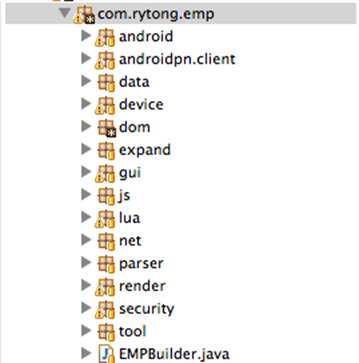 com.rytong.emp
android
androidpn.client
data
device
dom
expand
gui
js
lua
net
parser
render
security
tool
EMPBuilder.java